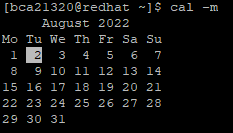 [bca21320@redhat ~]$ cal -m
     August 2022
Mo Tu We Th Fr Sa Su
 1  2  3  4  5  6  7
 8  9 10 11 12 13 14
15 16 17 18 19 20 21
22 23 24 25 26 27 28
29 30 31